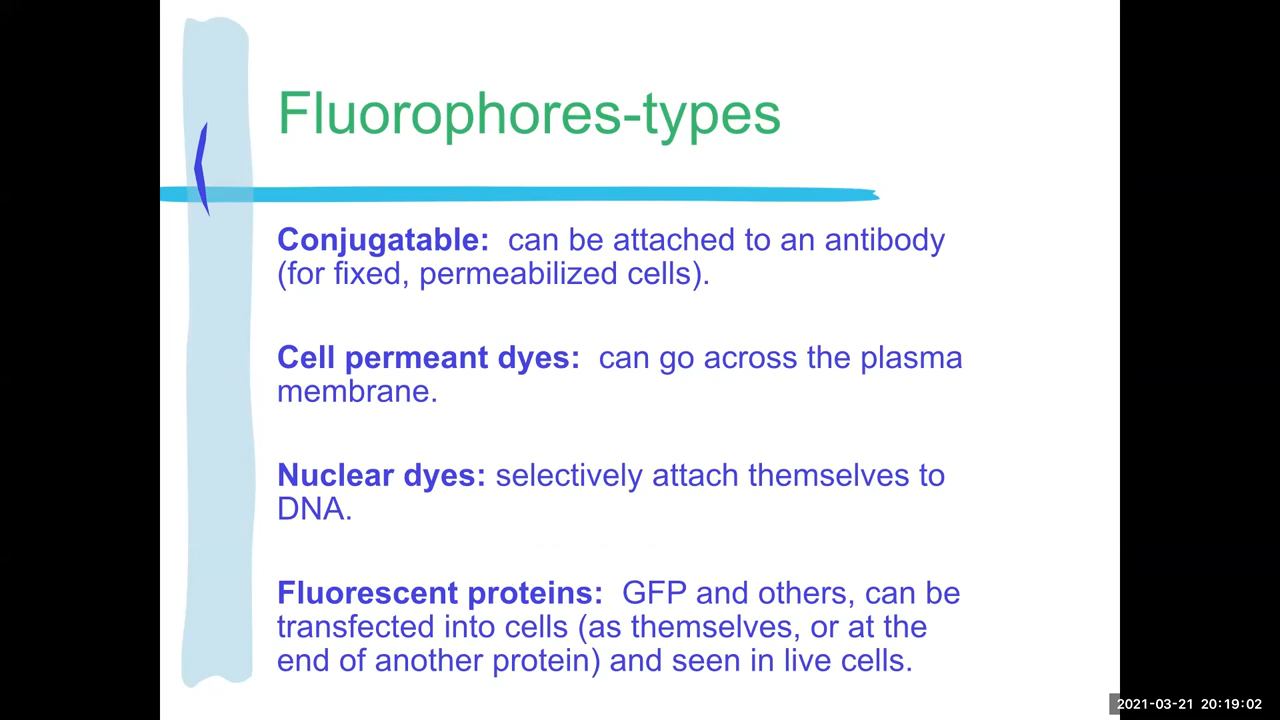 Fluorophores-types
Conjugatable:  can be attached to an antibody
(for fixed, permeabilized cells).
Cell permeant dyes:  can go across the plasma
membrane.
Nuclear dyes: selectively attach themselves to
DNA.
Fluorescent proteins:  GFP and others, can be
transfected into cells (as themselves, or at the
end of another protein) and seen in live cells.
2021-03-21  20:19:02